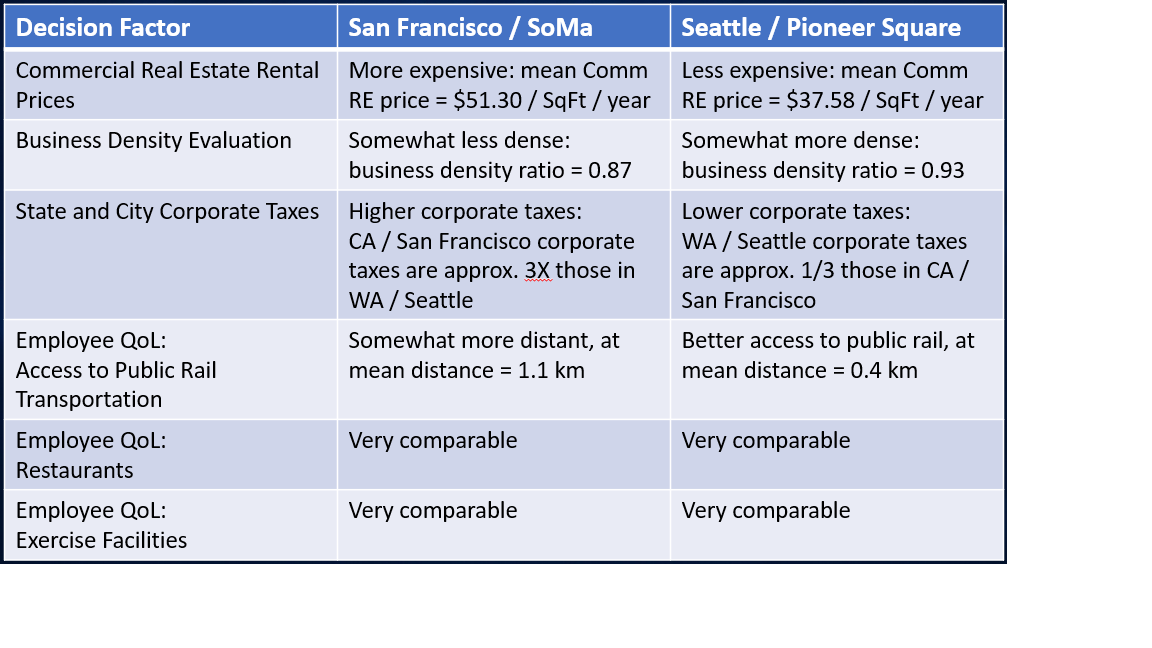 Decision Factor
San Francisco / SoMa
Seattle / Pioneer Square
Commercial Real Estate Rental
Prices
More expensive: mean Comm
RE price = $51.30 / SqFt / year
Less expensive: mean Comm
RE price = $37.58 / SqFt / year
Business Density Evaluation
Somewhat less dense:
business density ratio = 0.87
Somewhat more dense:
business density ratio = 0.93
State and City Corporate Taxes
Higher corporate taxes:
CA / San Francisco corporate
taxes are approx. 3X those in
WA / Seattle
Lower corporate taxes:
WA / Seattle corporate taxes
are approx. 1/3 those in CA /
San Francisco
Employee QoL:
Access to Public Rail
Transportation
Somewhat more distant, at
mean distance = 1.1 km
Better access to public rail, at
mean distance = 0.4 km
Employee QoL:
Restaurants
Very comparable
Very comparable
Employee QoL:
Exercise Facilities
Very comparable
Very comparable